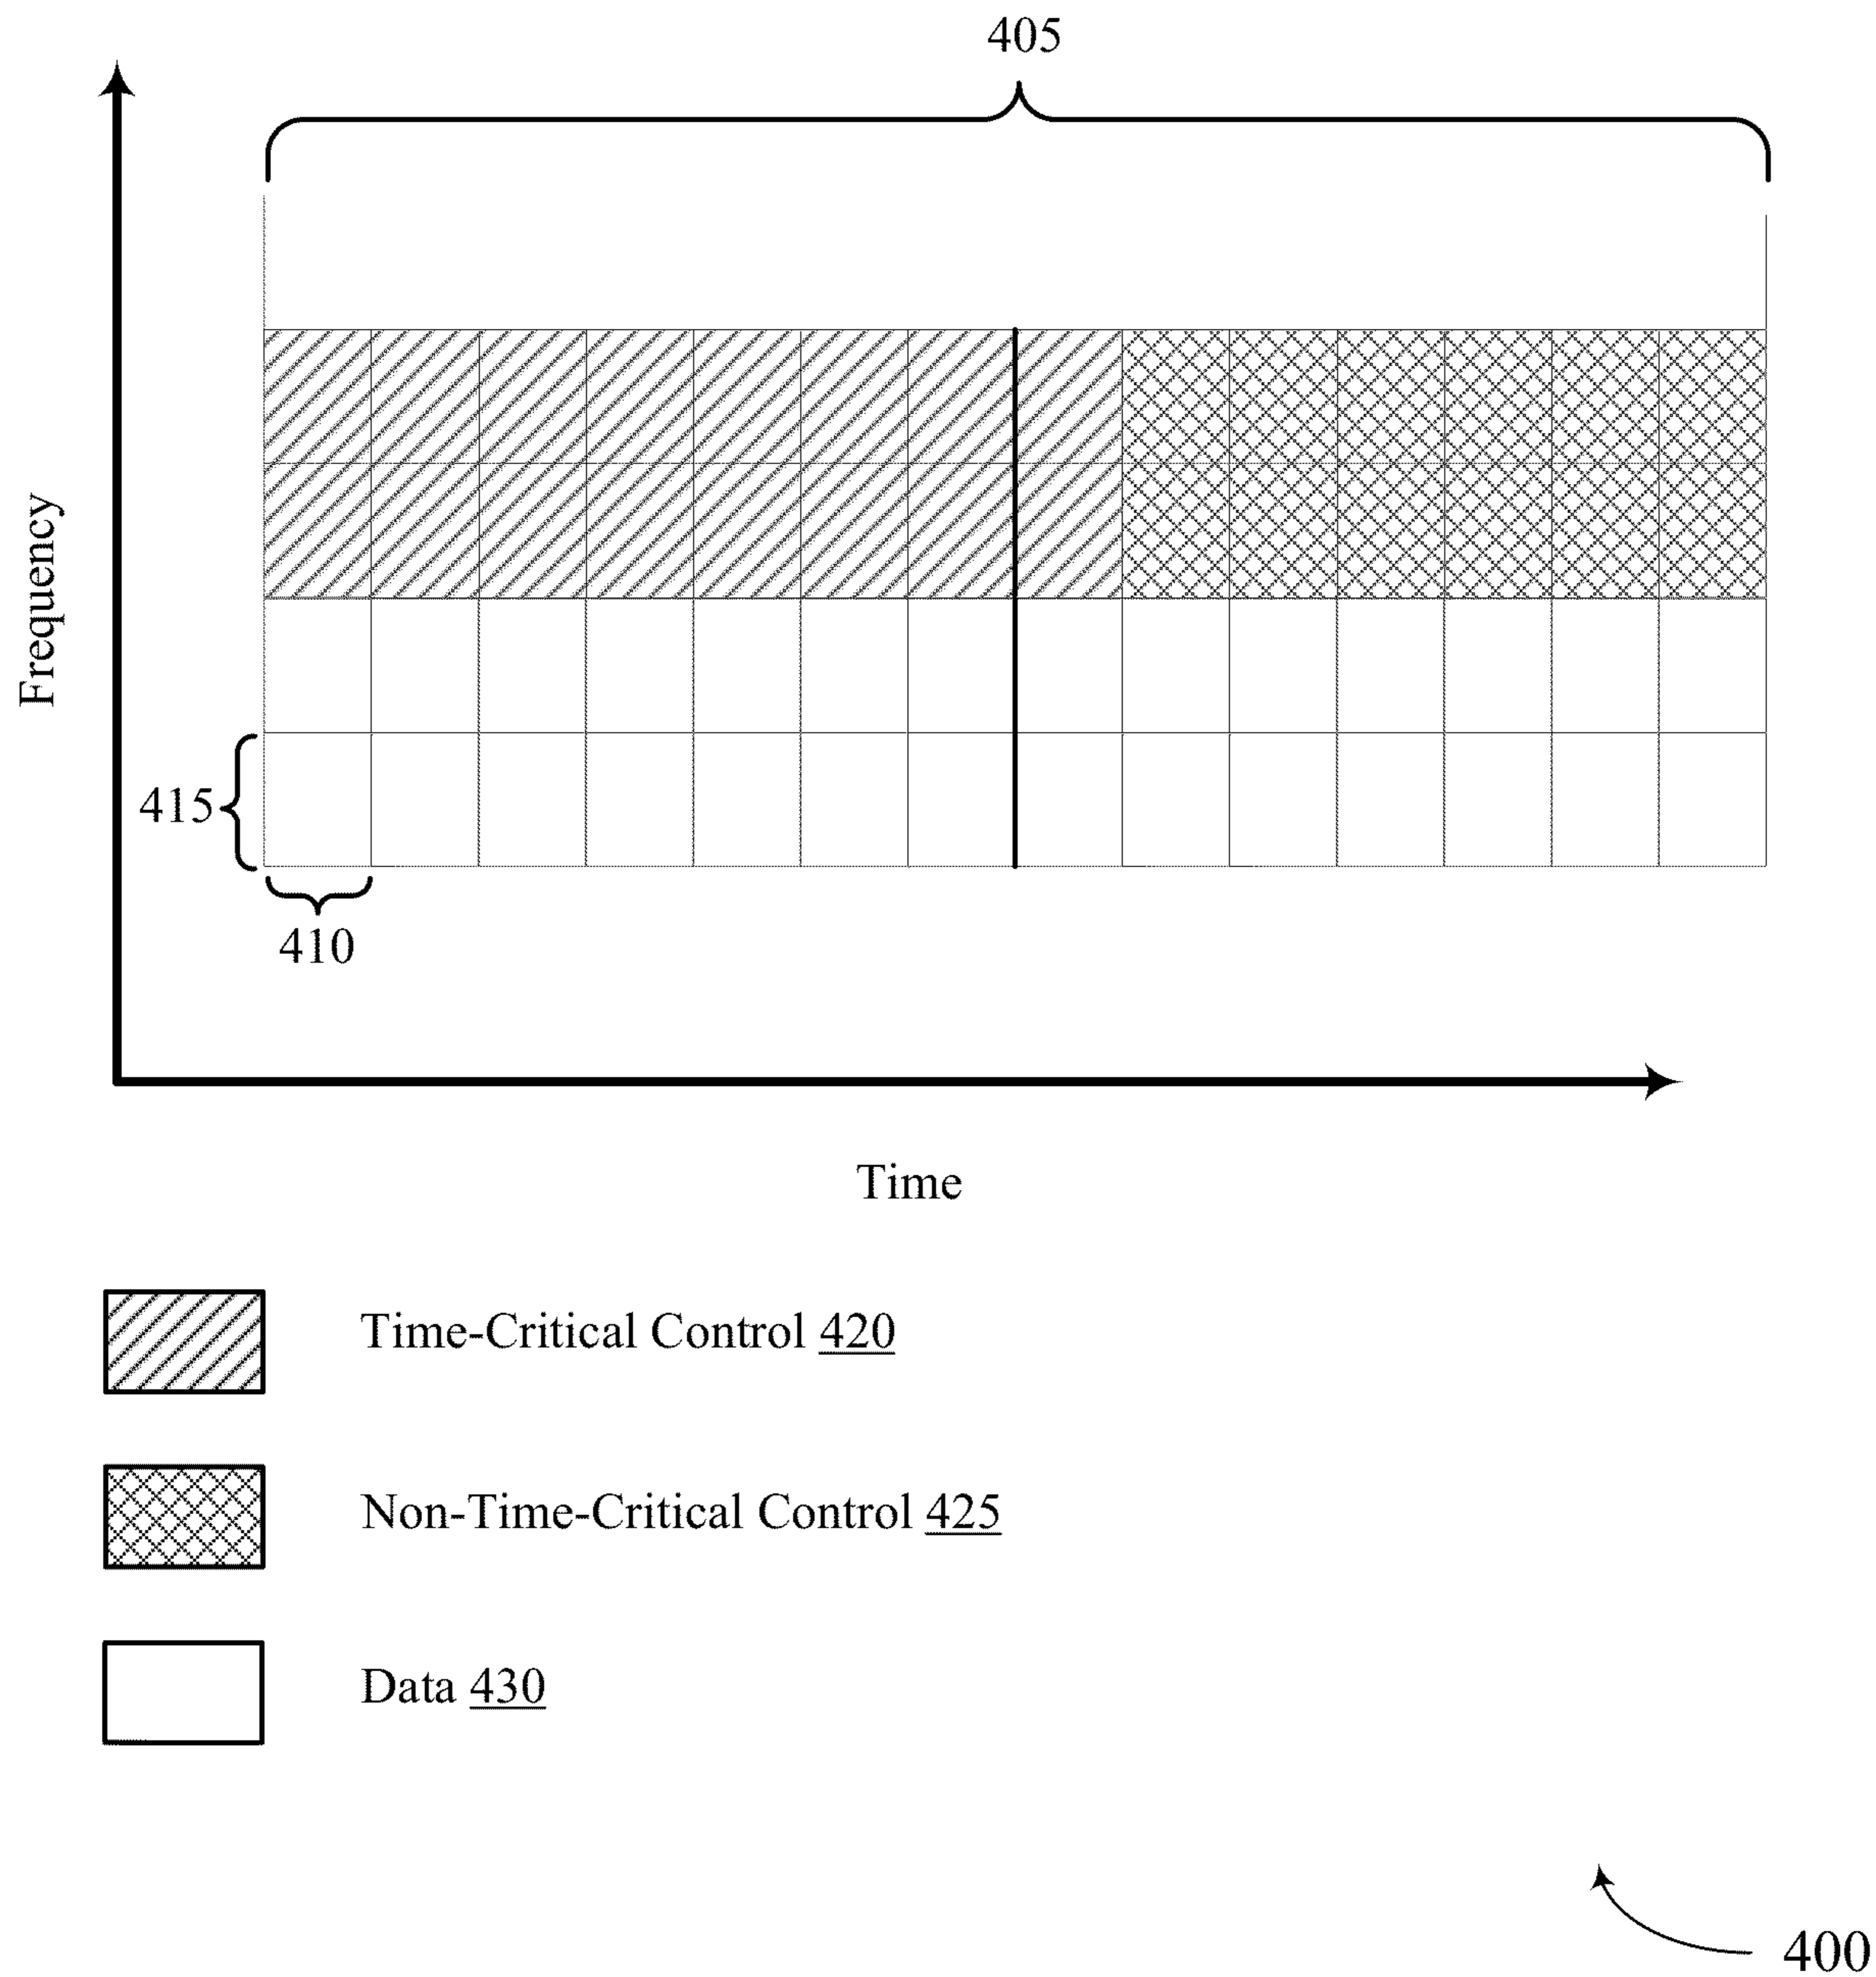 405
Frequency
415
410
Time
Time-Critical Control 420
Non-Time-Critical Control 425
Data 430
400